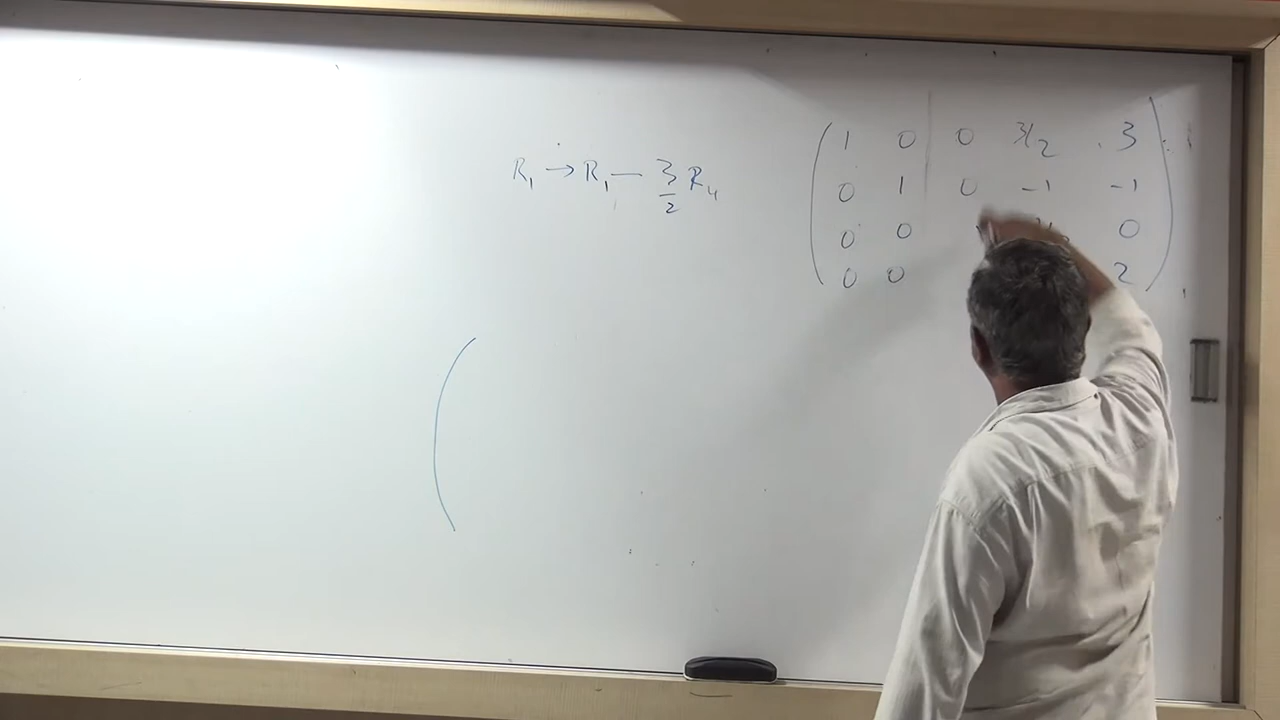 R₁ → R₁ — 3/2 R₄
1 0 0 3/2 3
0 1 0 -1 -1
0 0 0
0 0 2